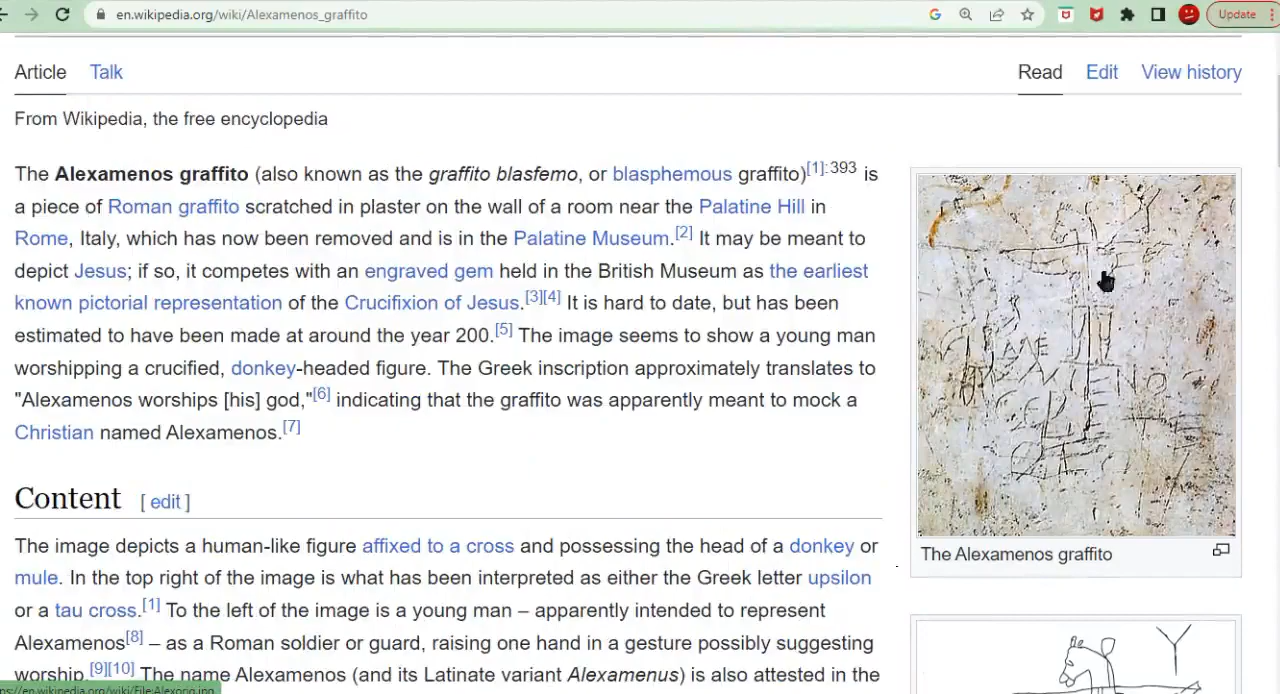 en.wikipedia.org/wiki/Alexamenos_graffito
Update
Article Talk Read Edit View history
From Wikipedia, the free encyclopedia
The Alexamenos graffito (also known as the graffito blasfemo, or blasphemous graffito)[1]:393 is
a piece of Roman graffito scratched in plaster on the wall of a room near the Palatine Hill in
Rome, Italy, which has now been removed and is in the Palatine Museum.[2] It may be meant to
depict Jesus; if so, it competes with an engraved gem held in the British Museum as the earliest
known pictorial representation of the Crucifixion of Jesus.[3][4] It is hard to date, but has been
estimated to have been made at around the year 200.[5] The image seems to show a young man
worshipping a crucified, donkey-headed figure. The Greek inscription approximately translates to
"Alexamenos worships [his] god,"[6] indicating that the graffito was apparently meant to mock a
Christian named Alexamenos.[7]
Content [ edit ]
The image depicts a human-like figure affixed to a cross and possessing the head of a donkey or
mule. In the top right of the image is what has been interpreted as either the Greek letter upsilon
or a tau cross.[1] To the left of the image is a young man – apparently intended to represent
Alexamenos[8] – as a Roman soldier or guard, raising one hand in a gesture possibly suggesting
worship.[9][10] The name Alexamenos (and its Latinate variant Alexamenus) is also attested in the
The Alexamenos graffito